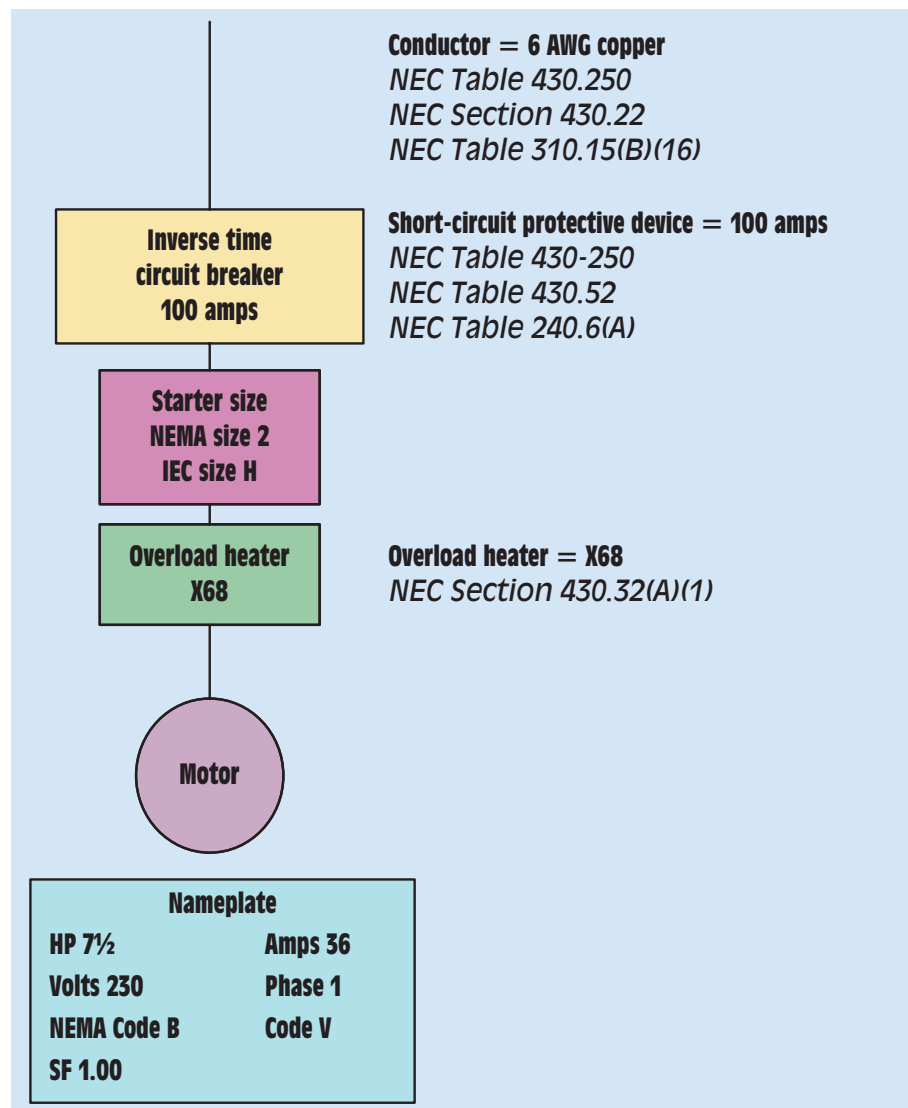 Conductor = 6 AWG copper
NEC Table 430.250
NEC Section 430.22
NEC Table 310.15(B)(16)
Inverse time
circuit breaker
100 amps
Short-circuit protective device = 100 amps
NEC Table 430-250
NEC Table 430.52
NEC Table 240.6(A)
Starter size
NEMA size 2
IEC size H
Overload heater
X68
Overload heater = X68
NEC Section 430.32(A)(1)
Motor
Nameplate
HP 7½ Amps 36
Volts 230 Phase 1
NEMA Code B Code V
SF 1.00